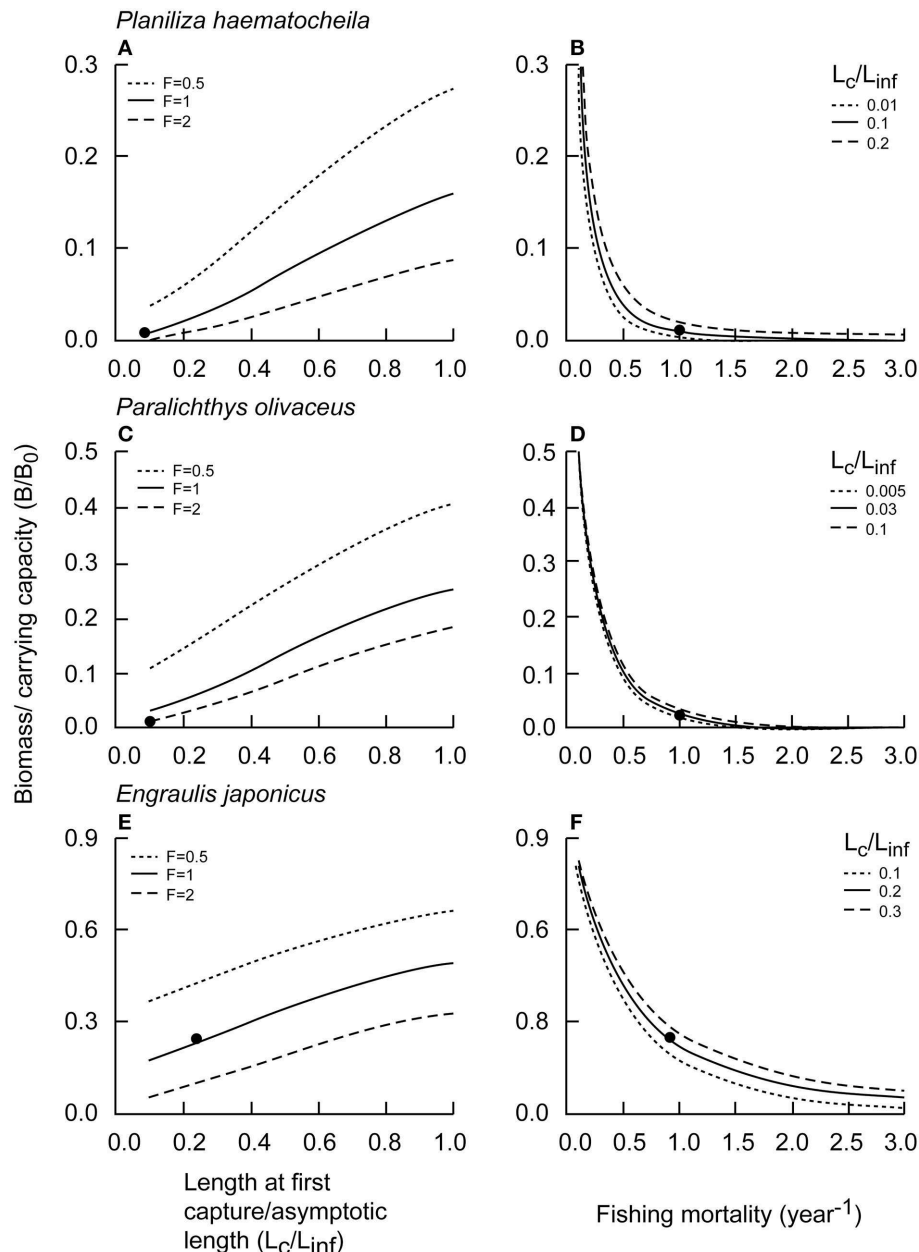 Planiliza haematocheila
A
F=0.5
F=1
F=2
0.3
0.2
0.1
0.0
0.0 0.2 0.4 0.6 0.8 1.0
B
Lc/Linf
0.01
0.1
0.2
0.3
0.2
0.1
0.0
0.0 0.5 1.0 1.5 2.0 2.5 3.0
Paralichthys olivaceus
C
F=0.5
F=1
F=2
0.5
0.4
0.3
0.2
0.1
0.0
0.0 0.2 0.4 0.6 0.8 1.0
D
Lc/Linf
0.005
0.03
0.1
0.5
0.4
0.3
0.2
0.1
0.0
0.0 0.5 1.0 1.5 2.0 2.5 3.0
Biomass/ carrying capacity (B/B0)
Engraulis japonicus
E
F=0.5
F=1
F=2
0.9
0.6
0.3
0.0
0.0 0.2 0.4 0.6 0.8 1.0
F
Lc/Linf
0.1
0.2
0.3
0.9
0.6
0.8
0.0
0.0 0.5 1.0 1.5 2.0 2.5 3.0
Length at first
capture/asymptotic
length (Lc/Linf)
Fishing mortality (year-1)